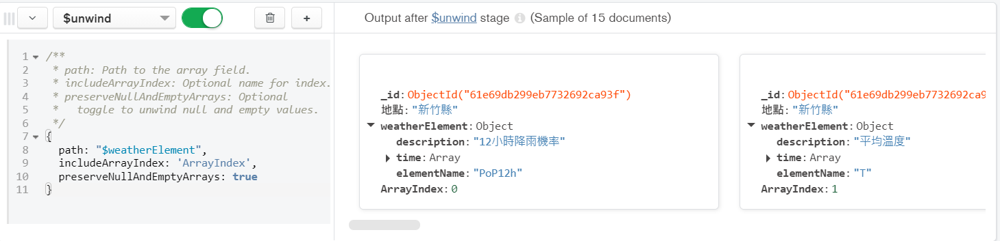 $unwind
Output after $unwind stage (Sample of 15 documents)
1 /**
2 * path: Path to the array field.
3 * includeArrayIndex: Optional name for index.
4 * preserveNullAndEmptyArrays: Optional
5 *   toggle to unwind null and empty values.
6 */
7 {
8 path: "$weatherElement",
9 includeArrayIndex: 'ArrayIndex',
10 preserveNullAndEmptyArrays: true
11 }
_id: ObjectId("61e69db299eb7732692ca93f")
地點: "新竹縣"
weatherElement: Object
description: "12小時降雨機率"
time: Array
elementName: "PoP12h"
ArrayIndex: 0
_id: ObjectId("61e69db299eb7732692ca9
地點: "新竹縣"
weatherElement: Object
description: "平均溫度"
time: Array
elementName: "T"
ArrayIndex: 1